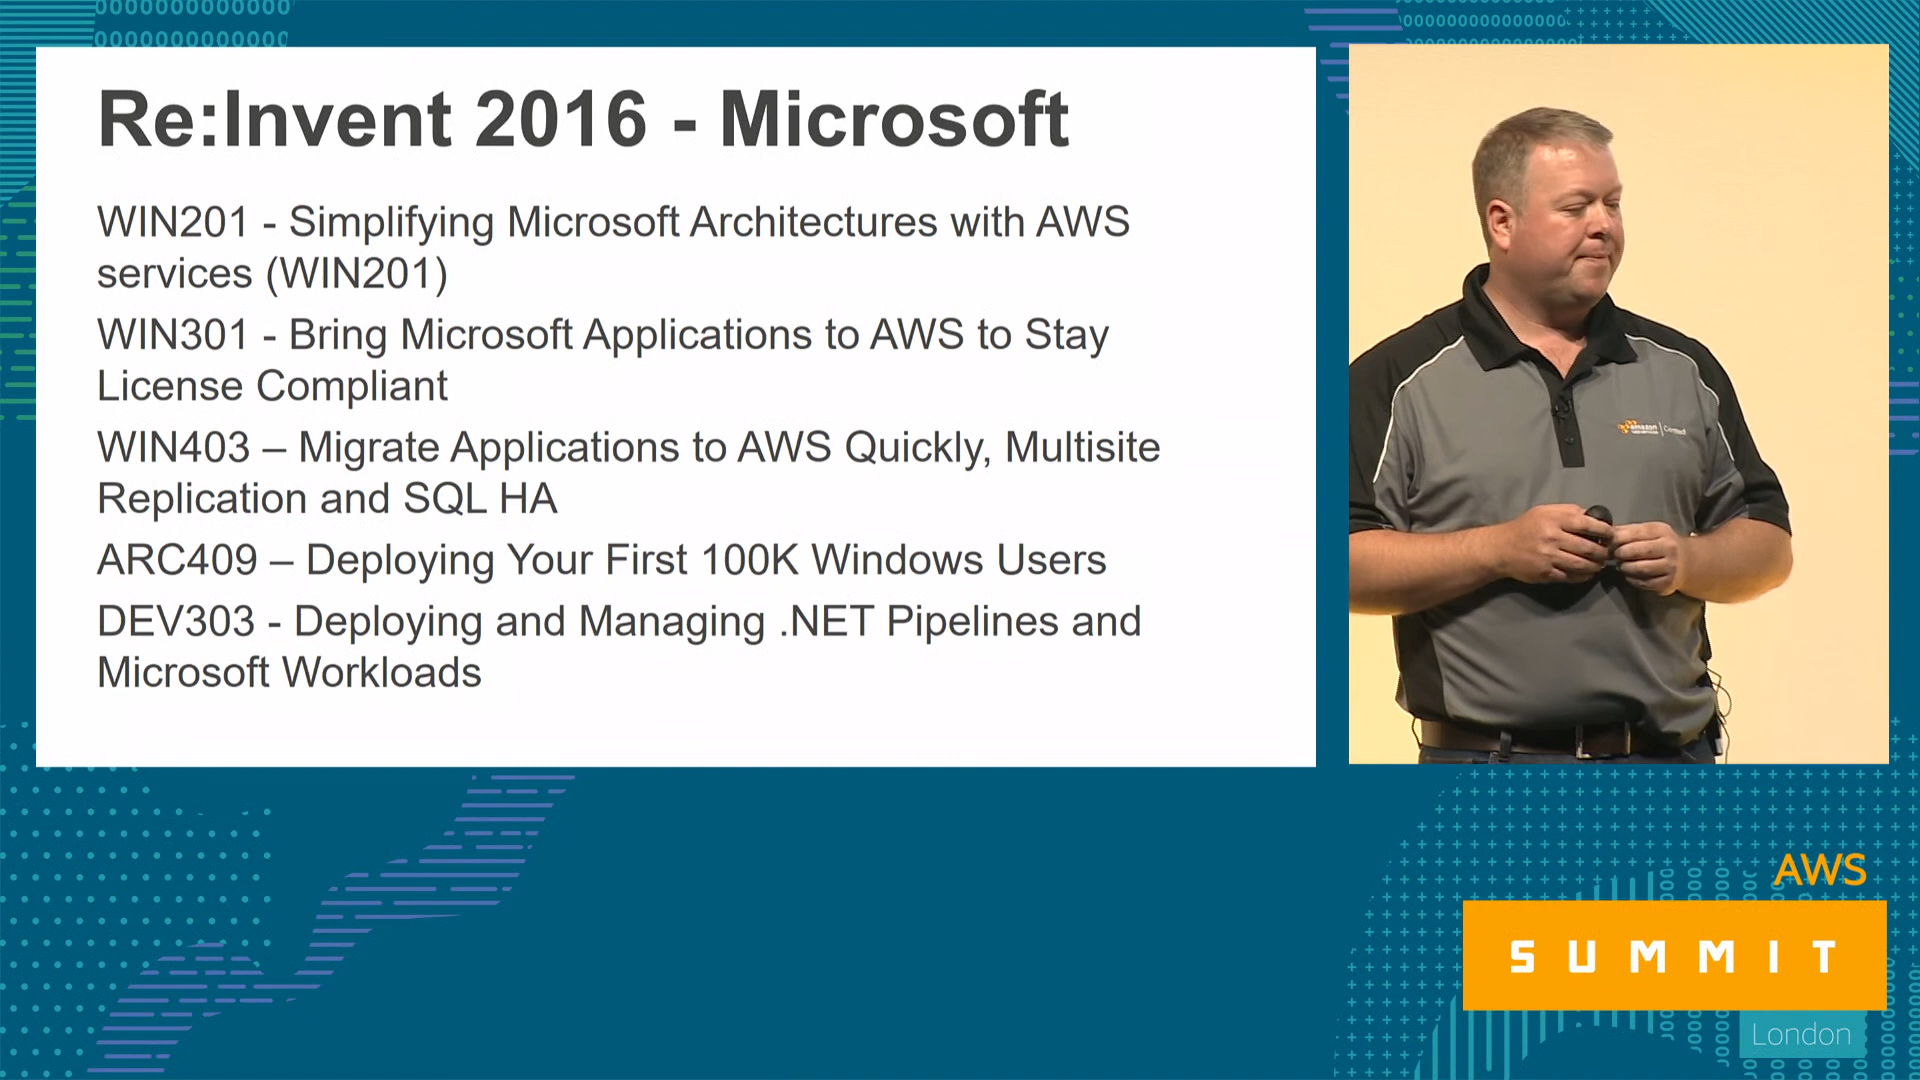 Re:Invent 2016 - Microsoft
WIN201 - Simplifying Microsoft Architectures with AWS
services (WIN201)
WIN301 - Bring Microsoft Applications to AWS to Stay
License Compliant
WIN403 – Migrate Applications to AWS Quickly, Multisite
Replication and SQL HA
ARC409 – Deploying Your First 100K Windows Users
DEV303 - Deploying and Managing .NET Pipelines and
Microsoft Workloads
amazon
AWS
SUMMIT
London